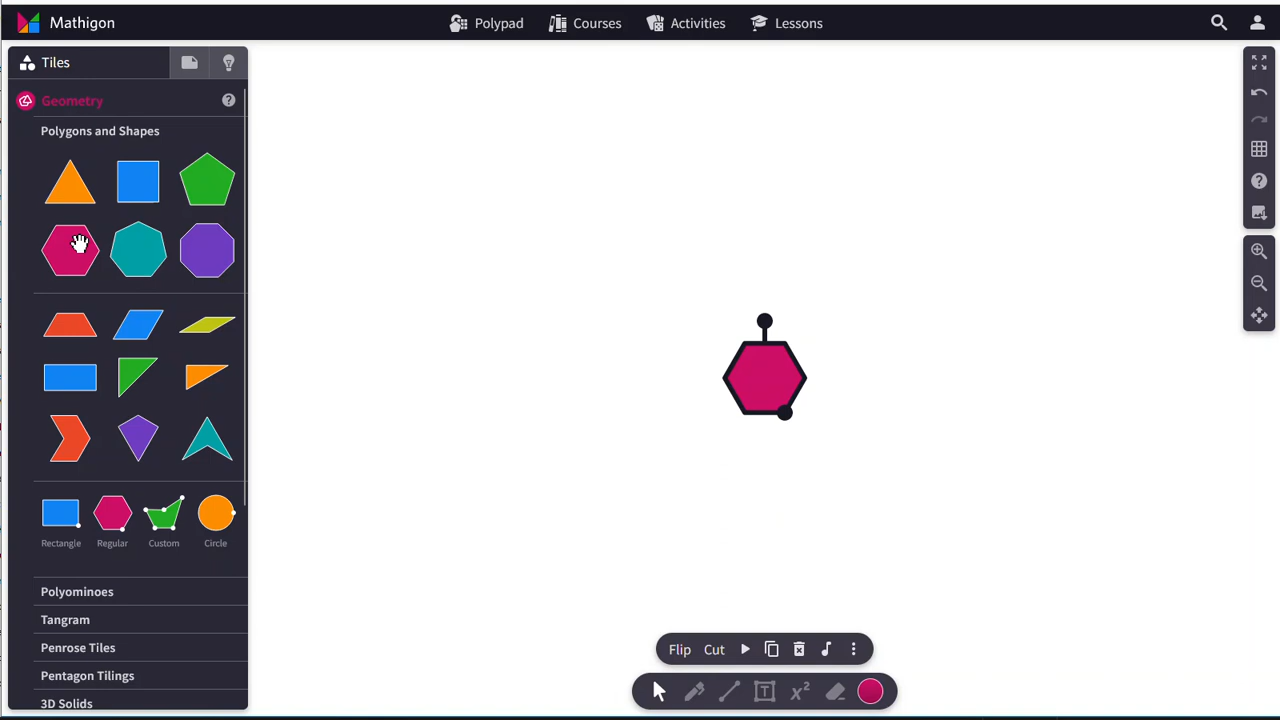 Mathigon
Polypad
Courses
Activities
Lessons
Tiles
Geometry
?
Polygons and Shapes
Rectangle
Regular
Custom
Circle
Polyominoes
Tangram
Penrose Tiles
Pentagon Tilings
3D Solids
?
Flip
Cut
T
x²